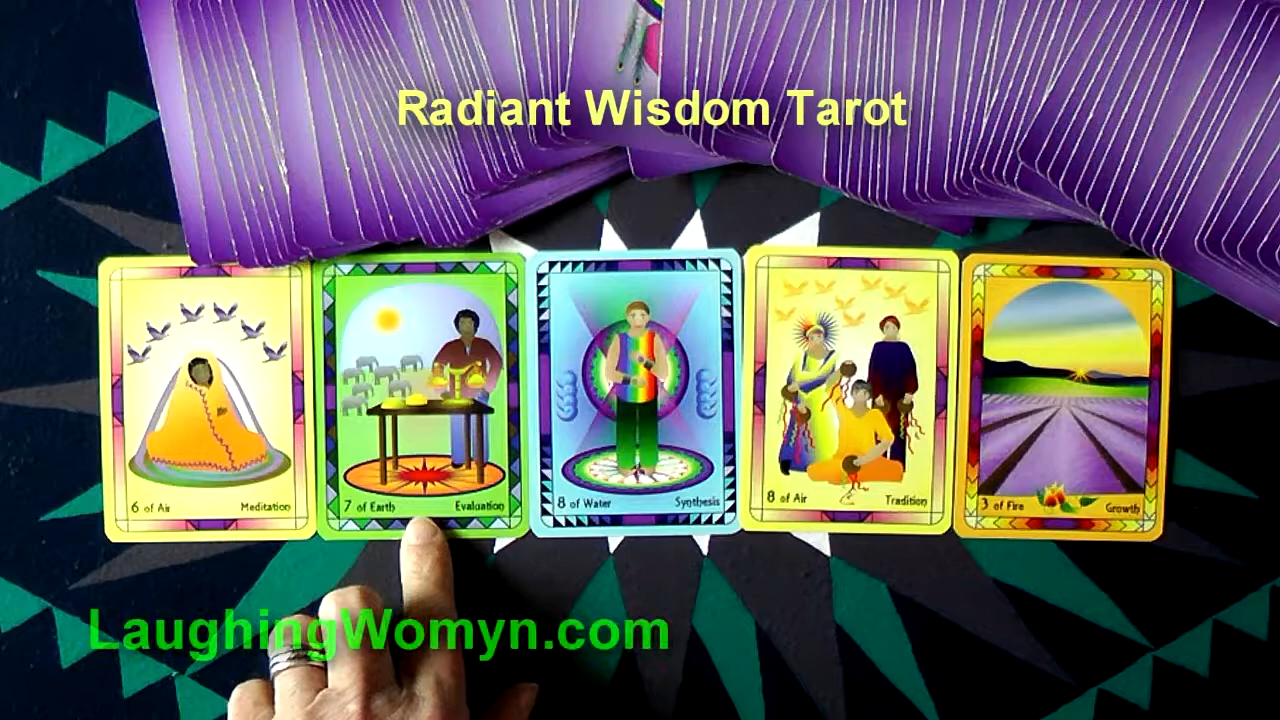 Radiant Wisdom Tarot
6 of Air Meditation
7 of Earth Evaluation
8 of Water Synthesis
8 of Air Tradition
3 of Fire Growth
LaughingWomyn.com